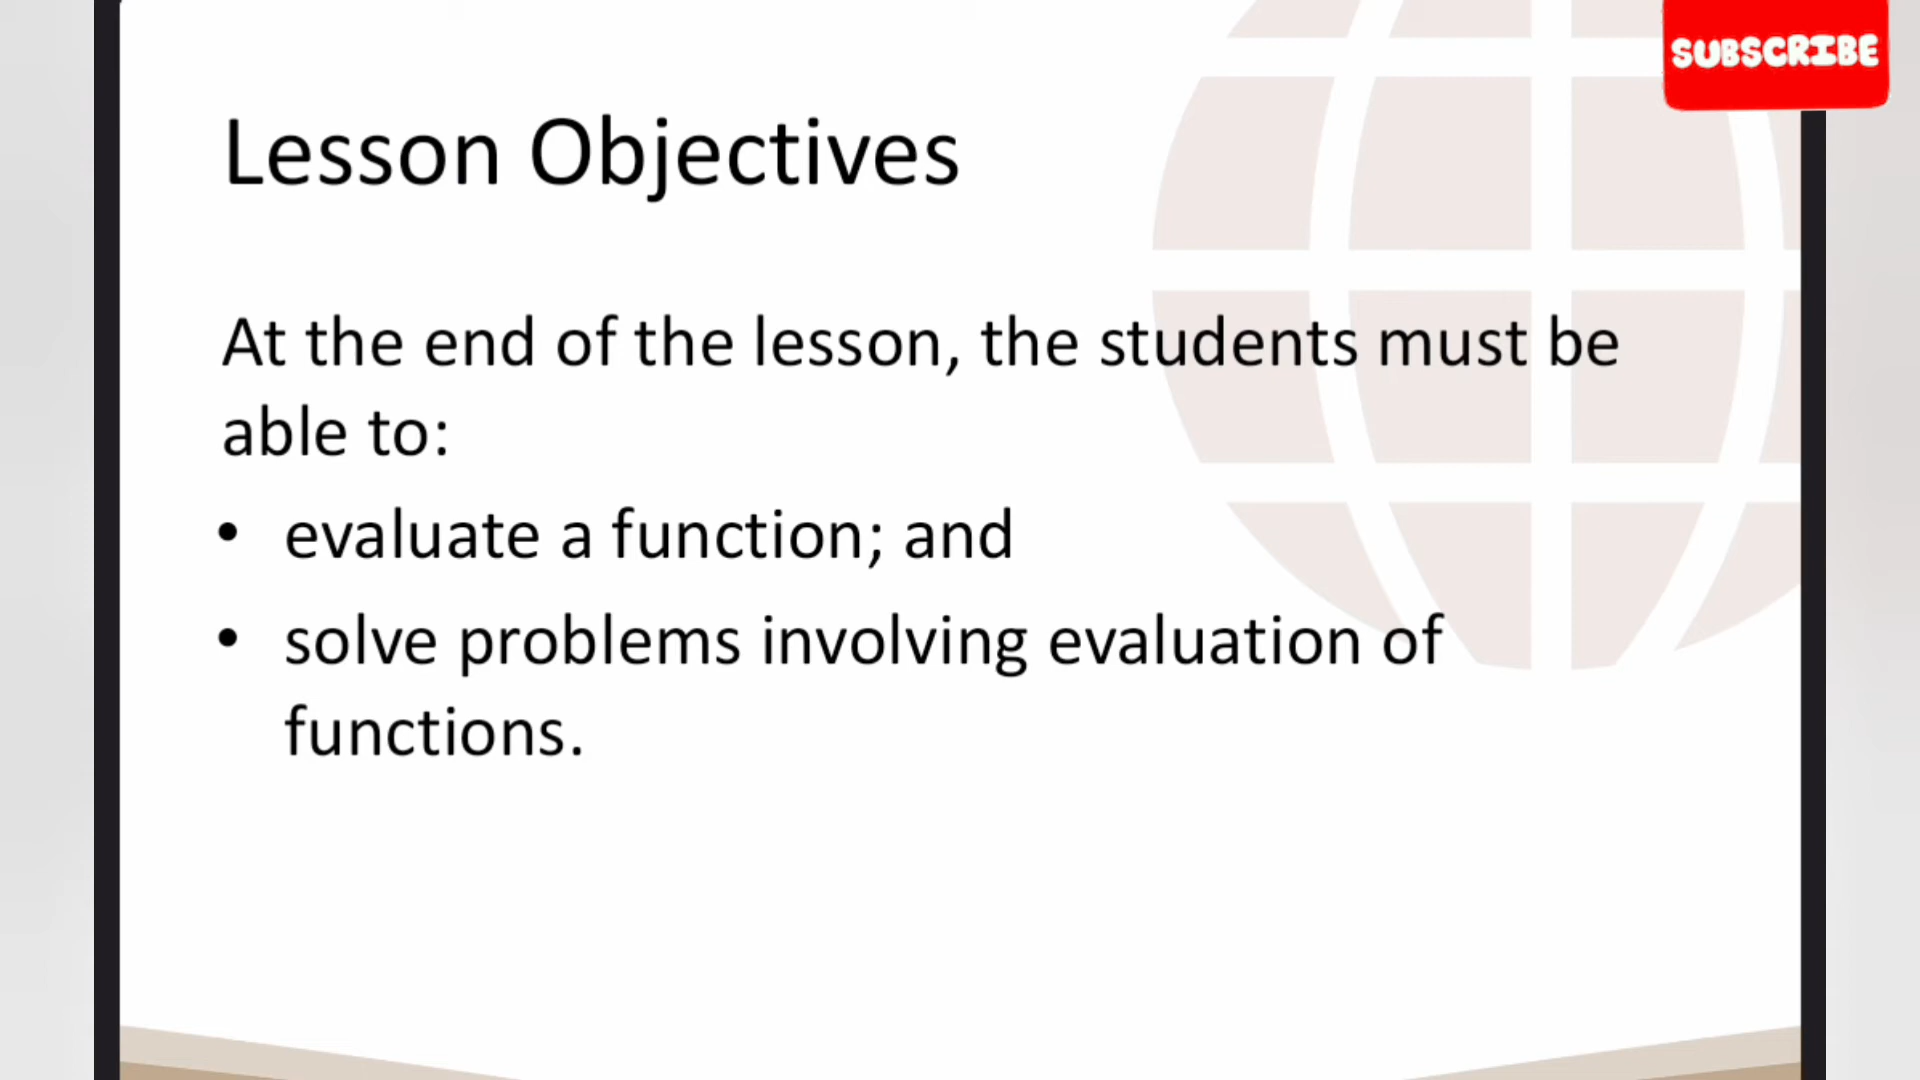 SUBSCRIBE
Lesson Objectives
At the end of the lesson, the students must be
able to:
• evaluate a function; and
• solve problems involving evaluation of
functions.